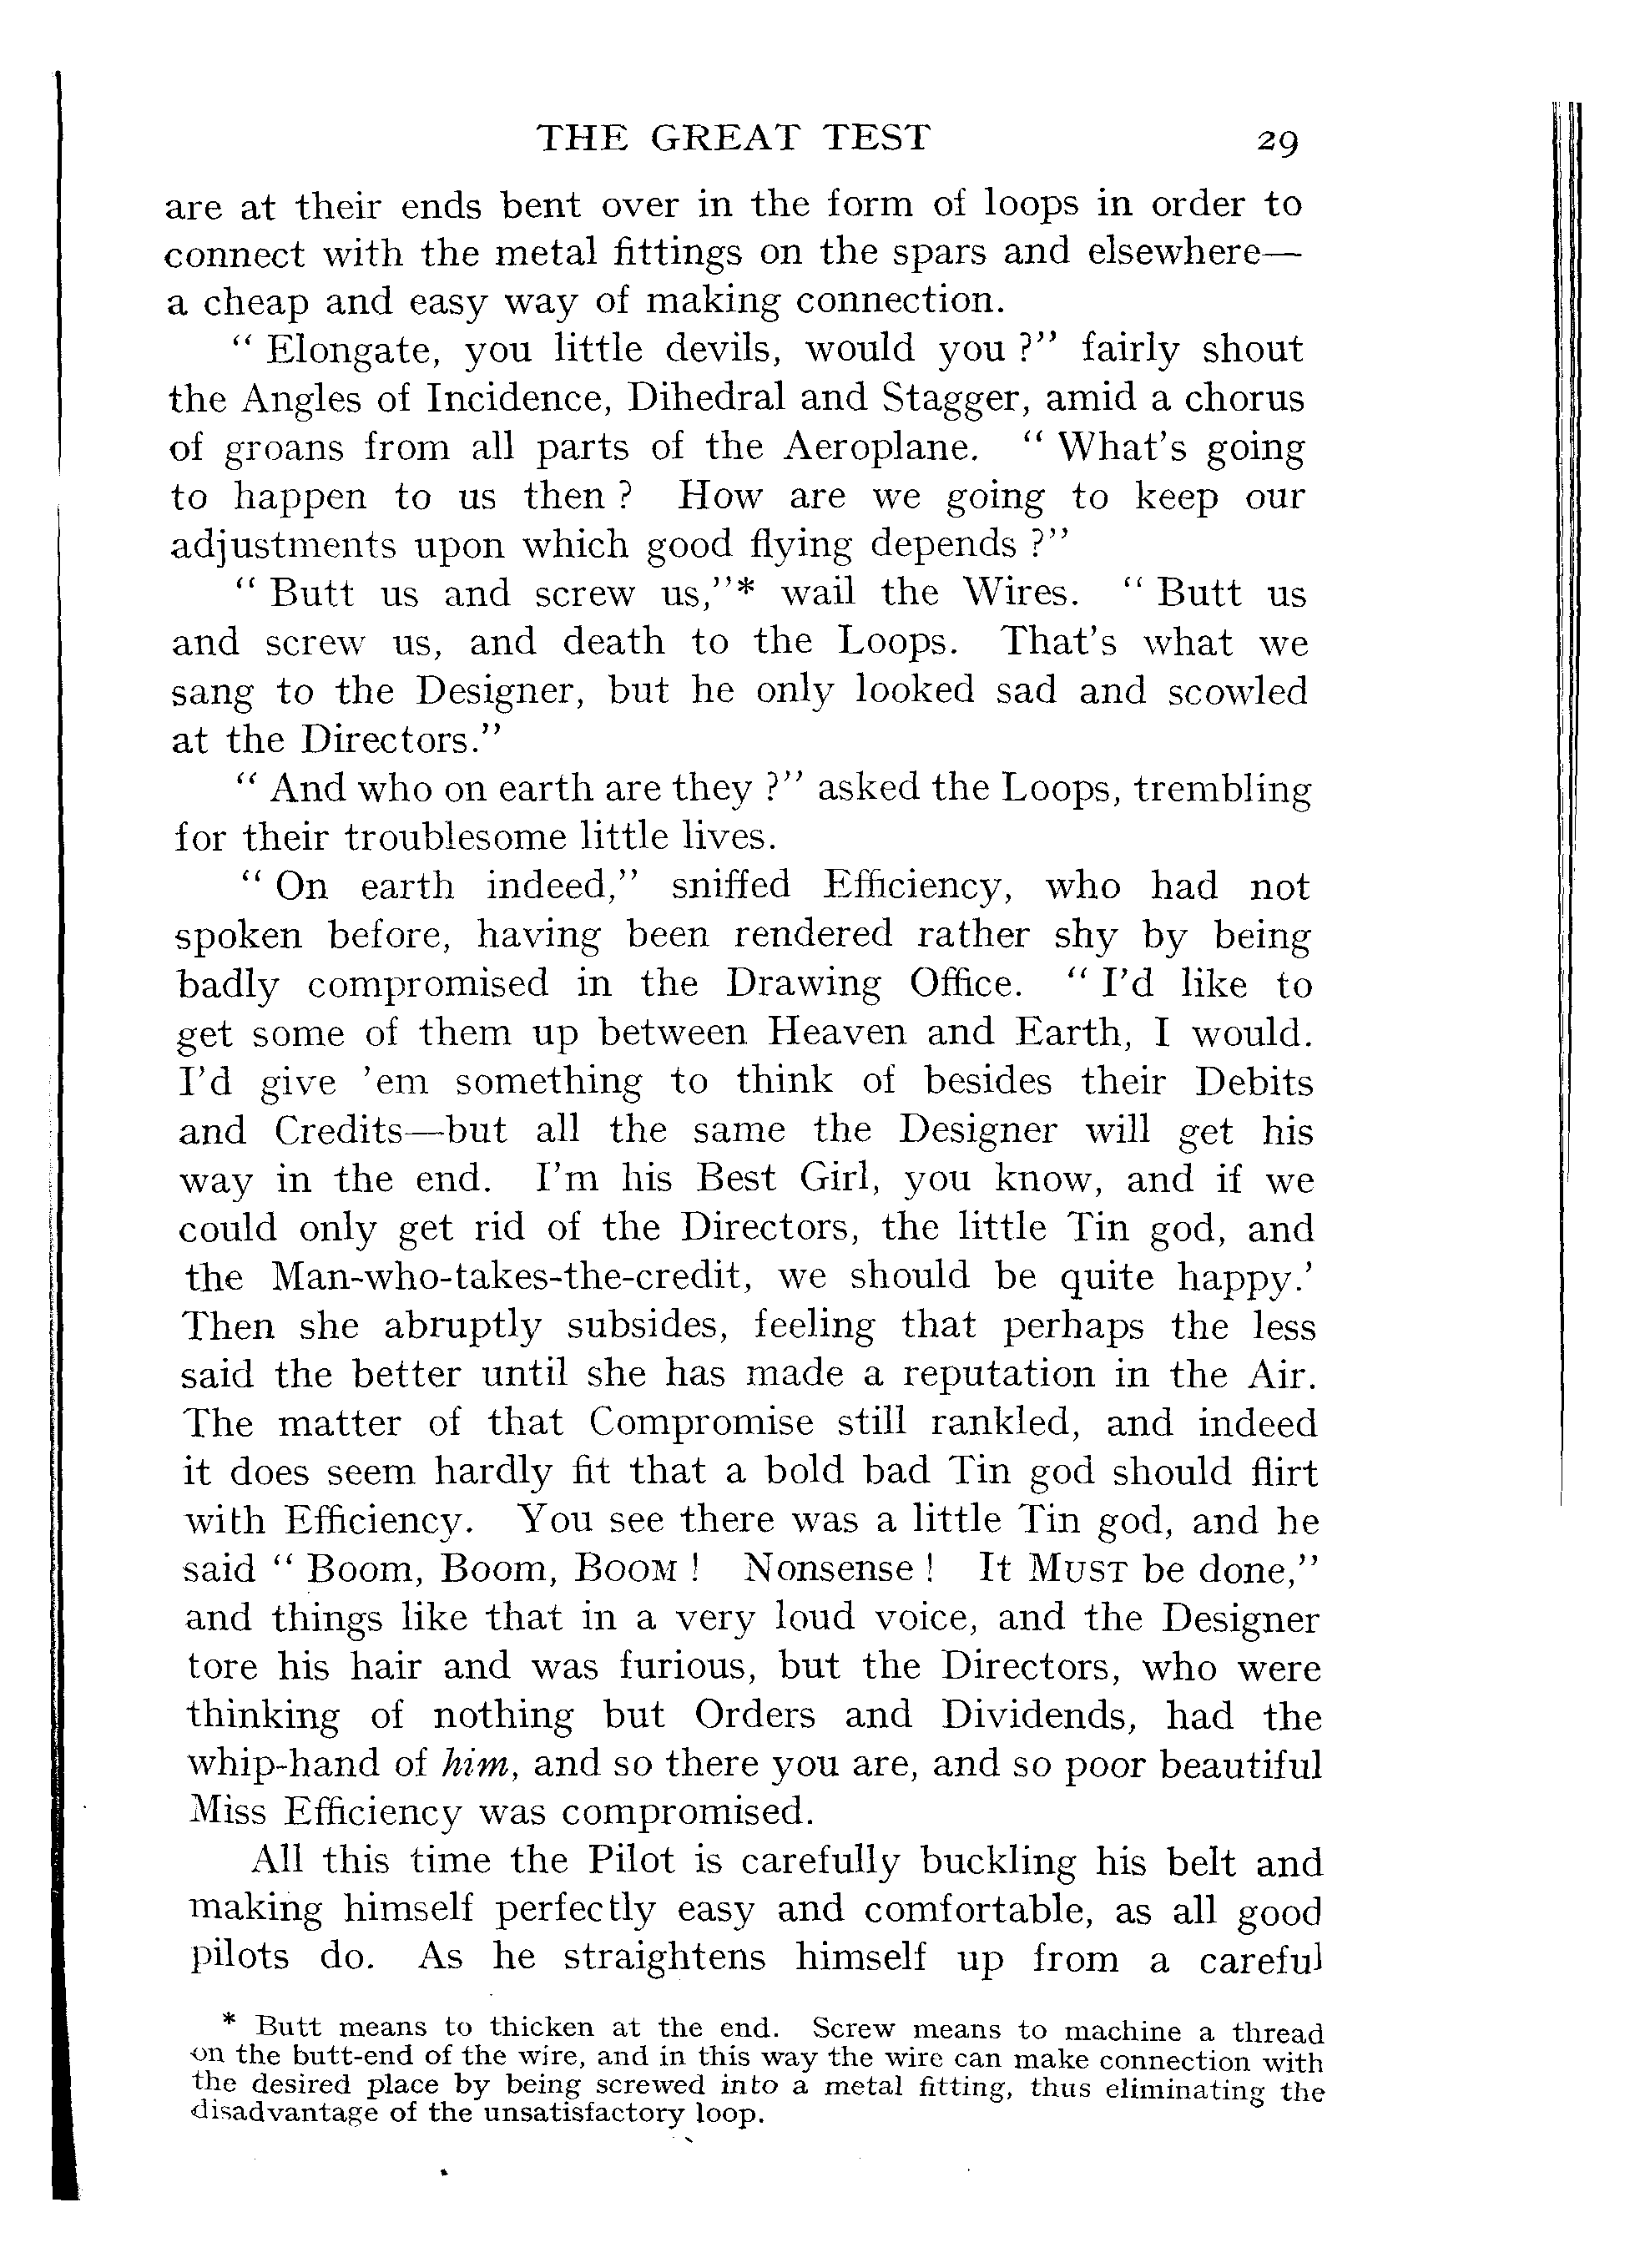 THE GREAT TEST 29
are at their ends bent over in the form of loops in order to
connect with the metal fittings on the spars and elsewhere—
a cheap and easy way of making connection.
“ Elongate, you little devils, would you ?” fairly shout
the Angles of Incidence, Dihedral and Stagger, amid a chorus
of groans from all parts of the Aeroplane. “ What’s going
to happen to us then ? How are we going to keep our
adjustments upon which good flying depends ?”
“ Butt us and screw us,”* wail the Wires. “ Butt us
and screw us, and death to the Loops. That’s what we
sang to the Designer, but he only looked sad and scowled
at the Directors.”
“ And who on earth are they ?” asked the Loops, trembling
for their troublesome little lives.
“ On earth indeed,” sniffed Efficiency, who had not
spoken before, having been rendered rather shy by being
badly compromised in the Drawing Office. “ I’d like to
get some of them up between Heaven and Earth, I would.
I’d give ’em something to think of besides their Debits
and Credits—but all the same the Designer will get his
way in the end. I’m his Best Girl, you know, and if we
could only get rid of the Directors, the little Tin god, and
the Man-who-takes-the-credit, we should be quite happy.’
Then she abruptly subsides, feeling that perhaps the less
said the better until she has made a reputation in the Air.
The matter of that Compromise still rankled, and indeed
it does seem hardly fit that a bold bad Tin god should flirt
with Efficiency. You see there was a little Tin god, and he
said “ Boom, Boom, BOOM ! Nonsense ! It MUST be done,”
and things like that in a very loud voice, and the Designer
tore his hair and was furious, but the Directors, who were
thinking of nothing but Orders and Dividends, had the
whip-hand of him, and so there you are, and so poor beautiful
Miss Efficiency was compromised.
All this time the Pilot is carefully buckling his belt and
making himself perfectly easy and comfortable, as all good
pilots do. As he straightens himself up from a careful
* Butt means to thicken at the end. Screw means to machine a thread
on the butt-end of the wire, and in this way the wire can make connection with
the desired place by being screwed into a metal fitting, thus eliminating the
disadvantage of the unsatisfactory loop.